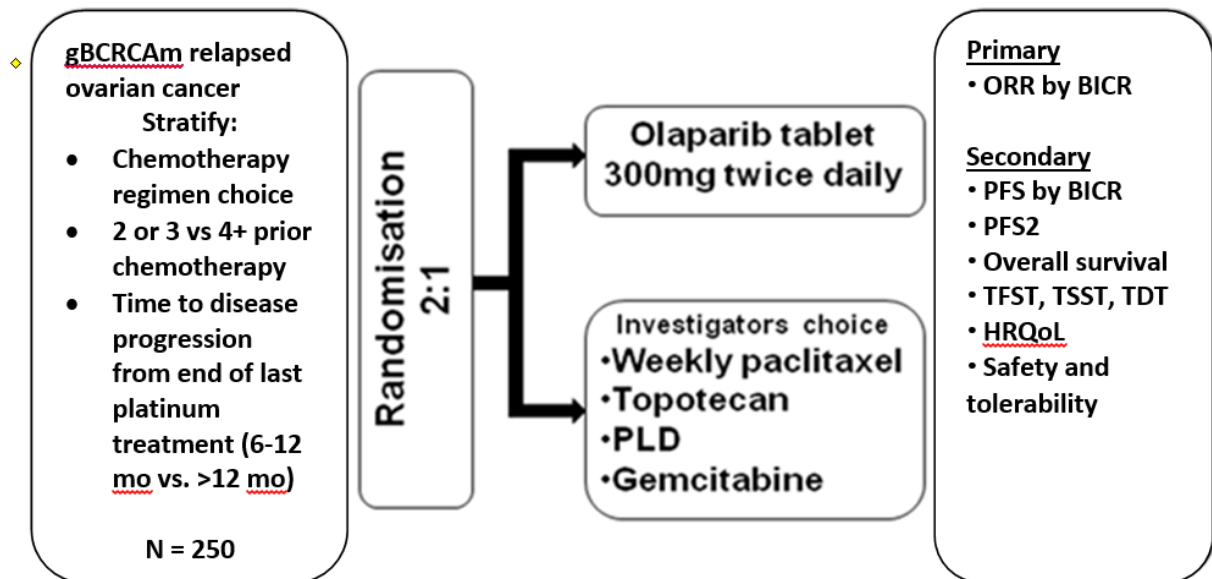 gBCRCAm relapsed
ovarian cancer
Stratify:
• Chemotherapy
regimen choice
• 2 or 3 vs 4+ prior
chemotherapy
• Time to disease
progression
from end of last
platinum
treatment (6-12
mo vs. >12 mo)
N = 250
Randomisation
2:1
Olaparib tablet
300mg twice daily
Investigators choice
•Weekly paclitaxel
•Topotecan
•PLD
•Gemcitabine
Primary
• ORR by BICR
Secondary
• PFS by BICR
• PFS2
• Overall survival
• TFST, TSST, TDT
• HRQoL
• Safety and
tolerability